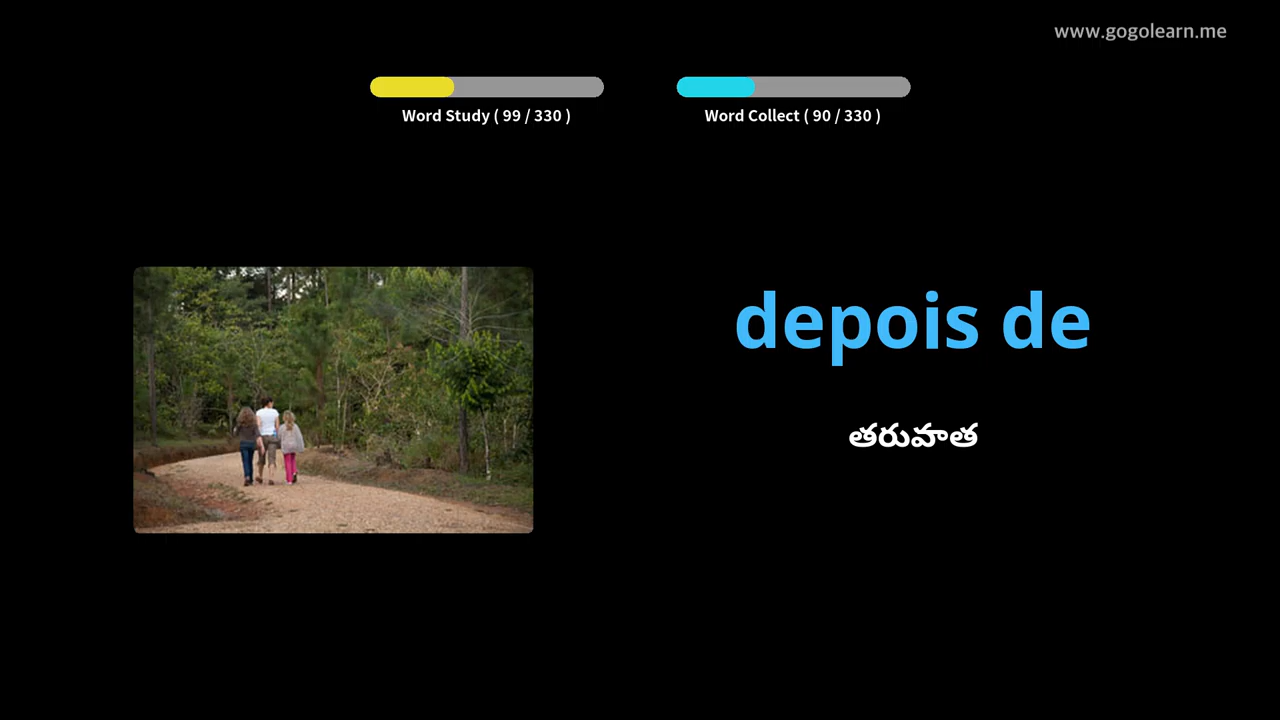 www.gogolearn.me
Word Study ( 99 / 330 )
Word Collect ( 90 / 330 )
depois de
తరువాత